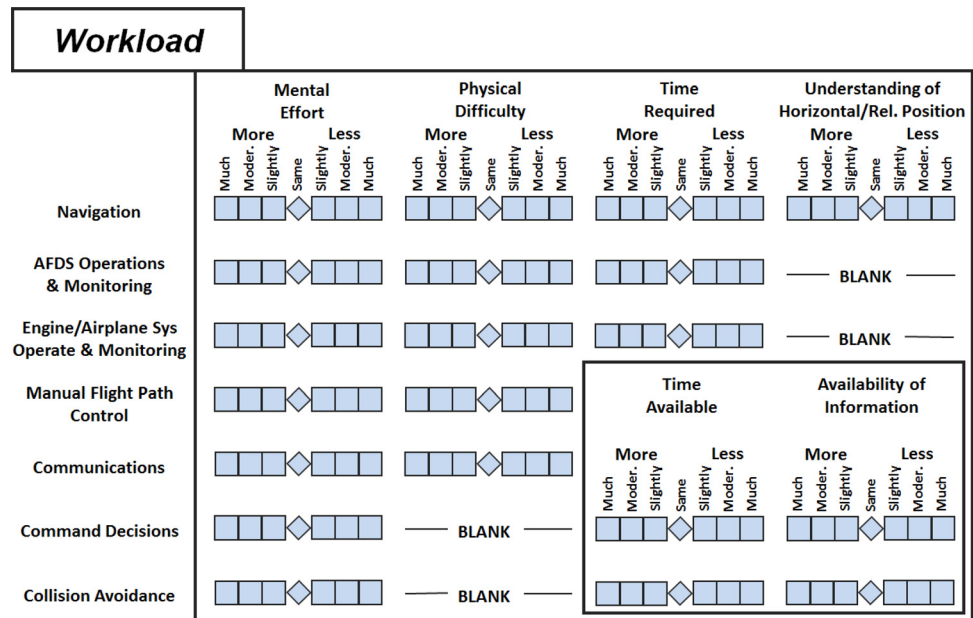 Workload
Mental Physical Time Understanding of
Effort Difficulty Required Horizontal/Rel. Position
More Less More Less More Less More Less
Much Moder. Slightly Same Slightly Moder. Much Much Moder. Slightly Same Slightly Moder. Much Much Moder. Slightly Same Slightly Moder. Much Much Moder. Slightly Same Slightly Moder. Much
Navigation
AFDS Operations
& Monitoring BLANK
Engine/Airplane Sys
Operate & Monitoring BLANK
Manual Flight Path
Control
Communications
Command Decisions BLANK
Collision Avoidance BLANK
Time Availability of
Available Information
More Less More Less
Much Moder. Slightly Same Slightly Moder. Much Much Moder. Slightly Same Slightly Moder. Much